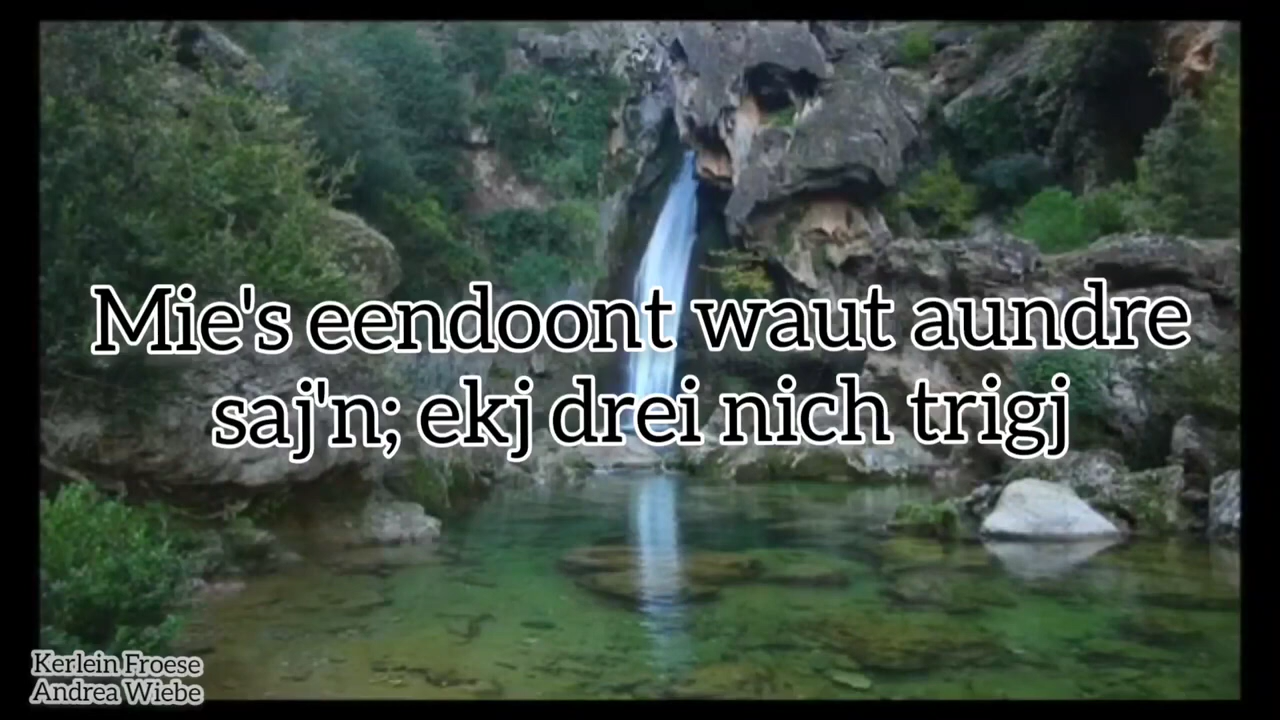 Mie's eendoont waut aundre
saj'n; ekj drei nich trigj
Kerlein Froese
Andrea Wiebe